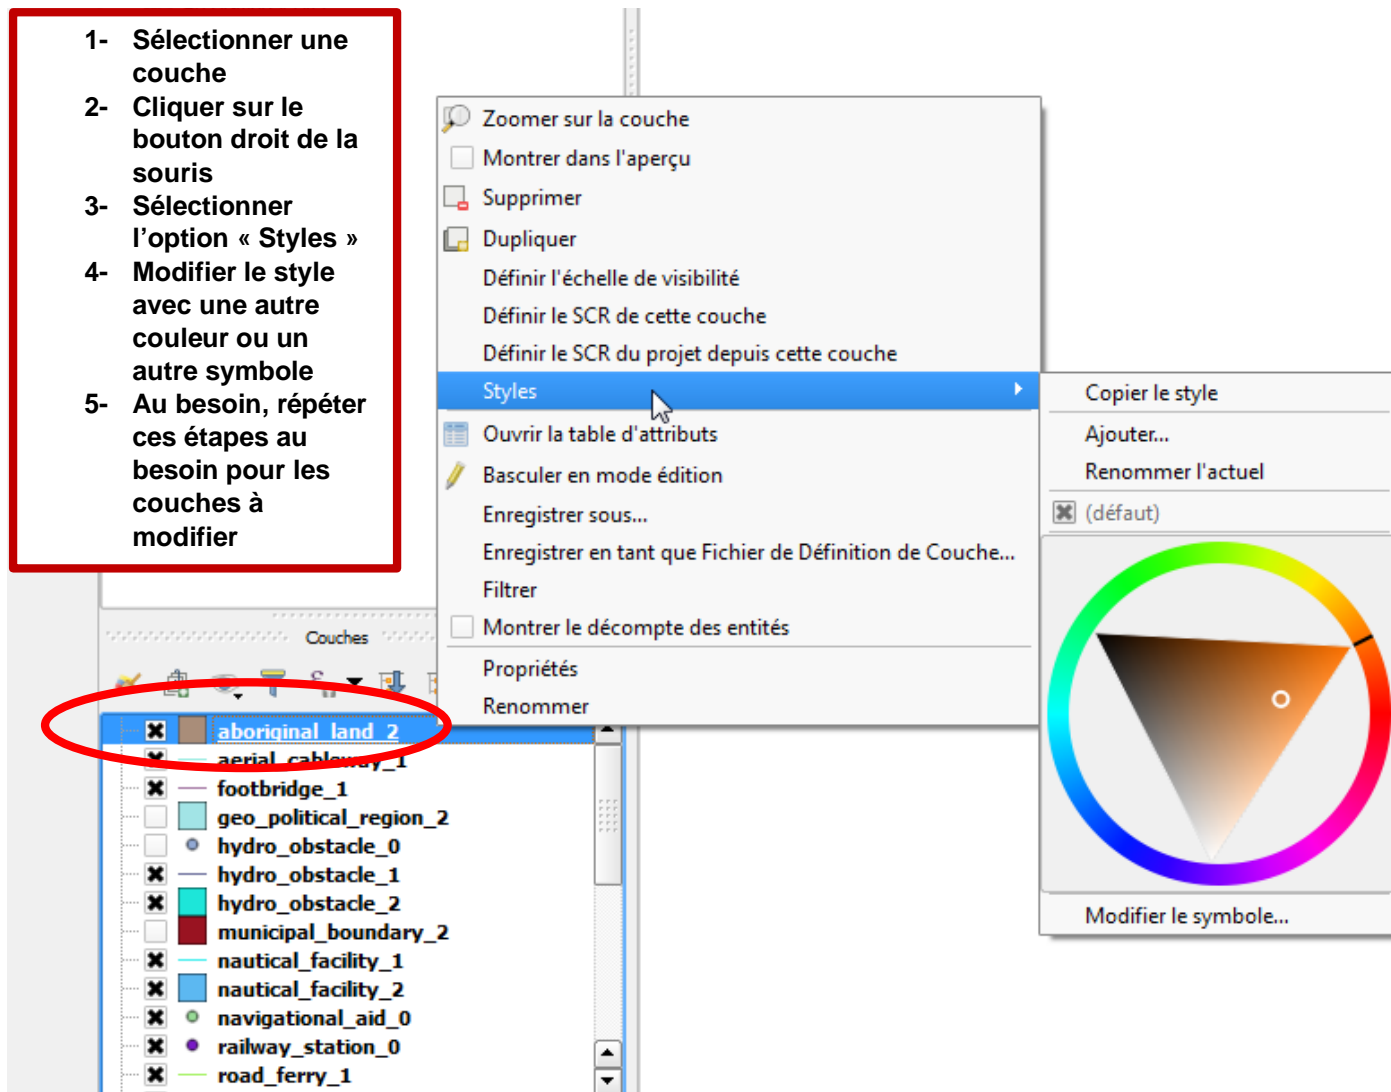 1- Sélectionner une
couche
2- Cliquer sur le
bouton droit de la
souris
3- Sélectionner
l'option « Styles »
4- Modifier le style
avec une autre
couleur ou un
autre symbole
5- Au besoin, répéter
ces étapes au
besoin pour les
couches à
modifier
Zoomer sur la couche
Montrer dans l'aperçu
Supprimer
Dupliquer
Définir l'échelle de visibilité
Définir le SCR de cette couche
Définir le SCR du projet depuis cette couche
Styles
Ouvrir la table d'attributs
Basculer en mode édition
Enregistrer sous...
Enregistrer en tant que Fichier de Définition de Couche...
Filtrer
Montrer le décompte des entités
Propriétés
Renommer
Copier le style
Ajouter...
Renommer l'actuel
(défaut)
Modifier le symbole...
Couches
aboriginal_land_2
aerial_cableway_1
footbridge_1
geo_political_region_2
hydro_obstacle_0
hydro_obstacle_1
hydro_obstacle_2
municipal_boundary_2
nautical_facility_1
nautical_facility_2
navigational_aid_0
railway_station_0
road_ferry_1